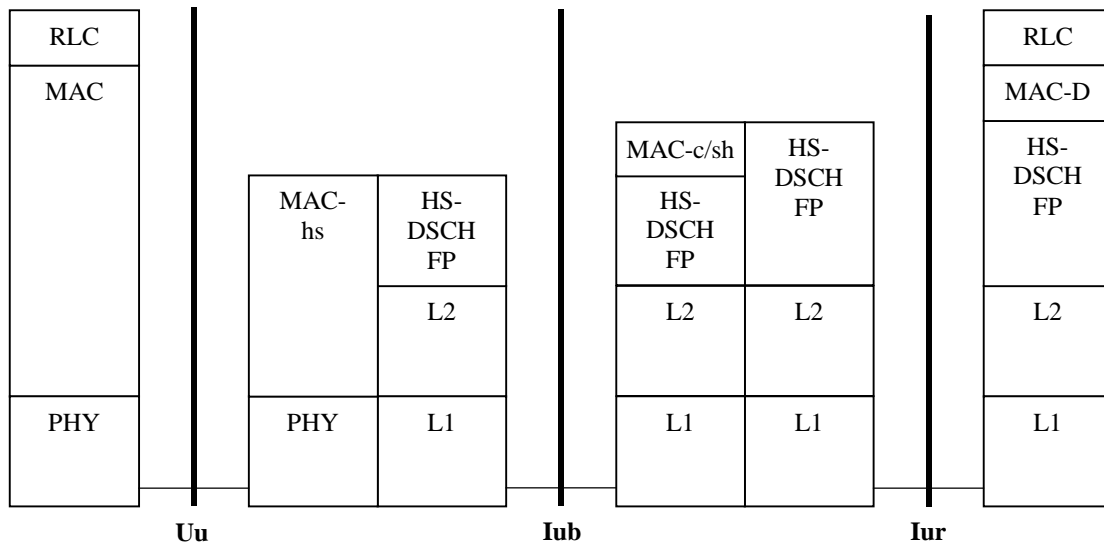 RLC
MAC
PHY
Uu
MAC-
hs
PHY
HS-
DSCH
FP
L2
L1
Iub
MAC-c/sh
HS-
DSCH
FP
L2
L1
HS-
DSCH
FP
L2
L1
Iur
RLC
MAC-D
HS-
DSCH
FP
L2
L1